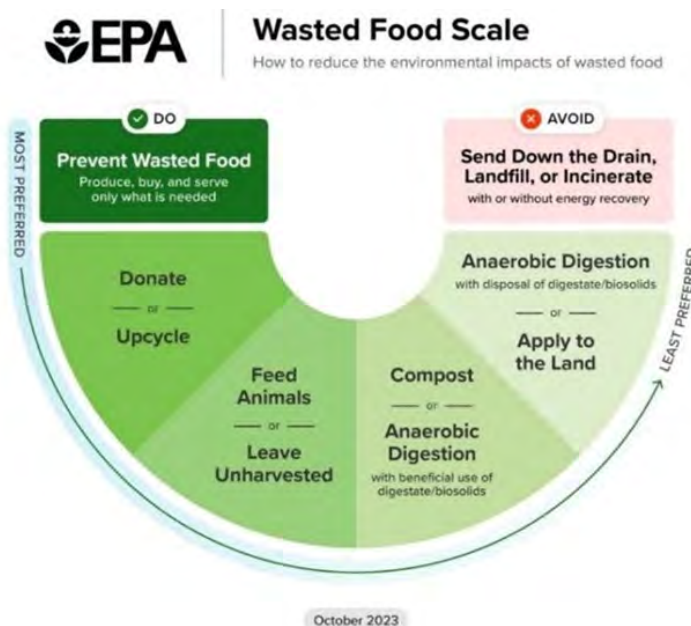 EPA
Wasted Food Scale
How to reduce the environmental impacts of wasted food
DO
Prevent Wasted Food
Produce, buy, and serve
only what is needed
AVOID
Send Down the Drain,
Landfill, or Incinerate
with or without energy recovery
MOST PREFERRED
Donate
or
Upcycle
Feed
Animals
or
Leave
Unharvested
Compost
or
Anaerobic
Digestion
with beneficial use of
digestate/biosolids
Anaerobic Digestion
with disposal of digestate/biosolids
or
Apply to
the Land
LEAST PREFERRED
October 2023